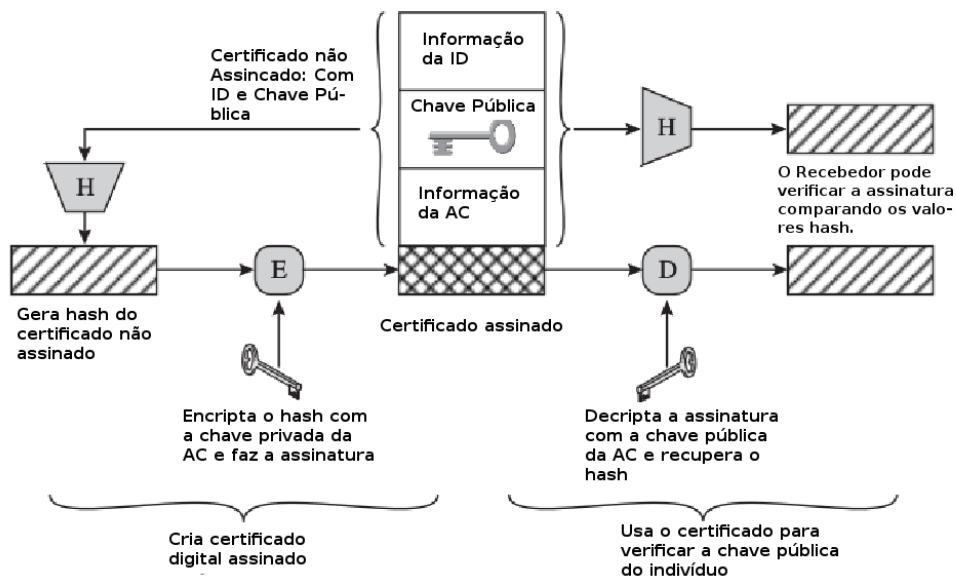 Certificado não
Assincado: Com
ID e Chave Pú-
blica
Informação
da ID
Chave Pública
Informação
da AC
H
H
O Recebedor pode
verificar a assinatura
comparando os valo-
res hash.
E
D
Gera hash do
certificado não
assinado
Certificado assinado
Encripta o hash com
a chave privada da
AC e faz a assinatura
Decripta a assinatura
com a chave pública
da AC e recupera o
hash
Cria certificado
digital assinado
Usa o certificado para
verificar a chave pública
do indivíduo